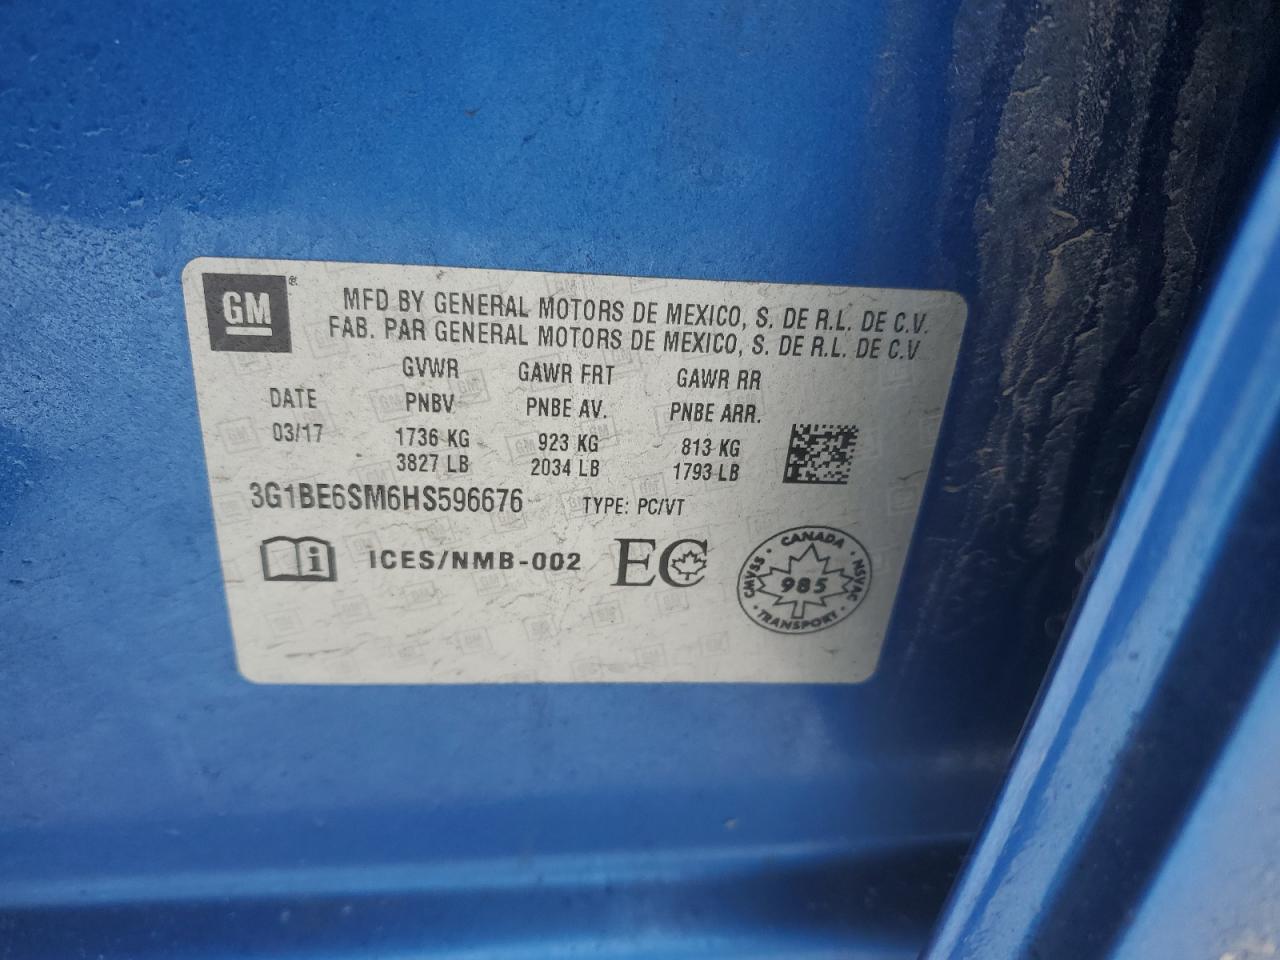 GM®
MFD BY GENERAL MOTORS DE MEXICO, S. DE R.L. DE C.V.
FAB. PAR GENERAL MOTORS DE MEXICO, S. DE R.L. DE C.V
GVWR GAWR FRT GAWR RR
DATE PNBV PNBE AV. PNBE ARR.
03/17 1736 KG 923 KG 813 KG
3827 LB 2034 LB 1793 LB
3G1BE6SM6HS596676 TYPE: PC/VT
i ICES/NMB-002 EC
CANADA
CMVSS 985 NSVAC
TRANSPORT